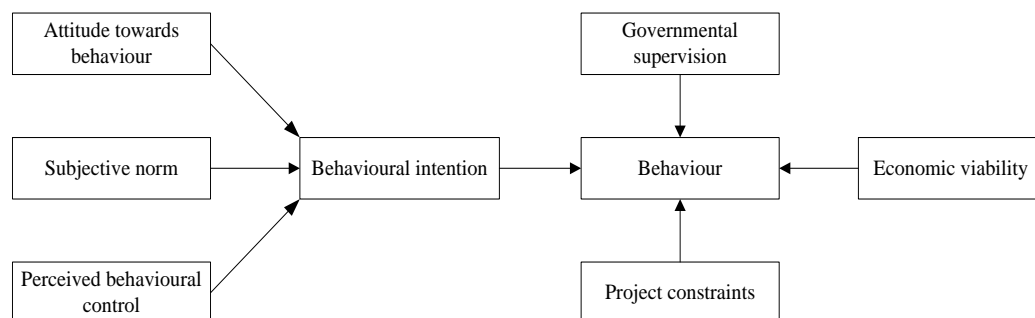 Attitude towards
behaviour
Governmental
supervision
Subjective norm
Behavioural intention
Behaviour
Economic viability
Perceived behavioural
control
Project constraints